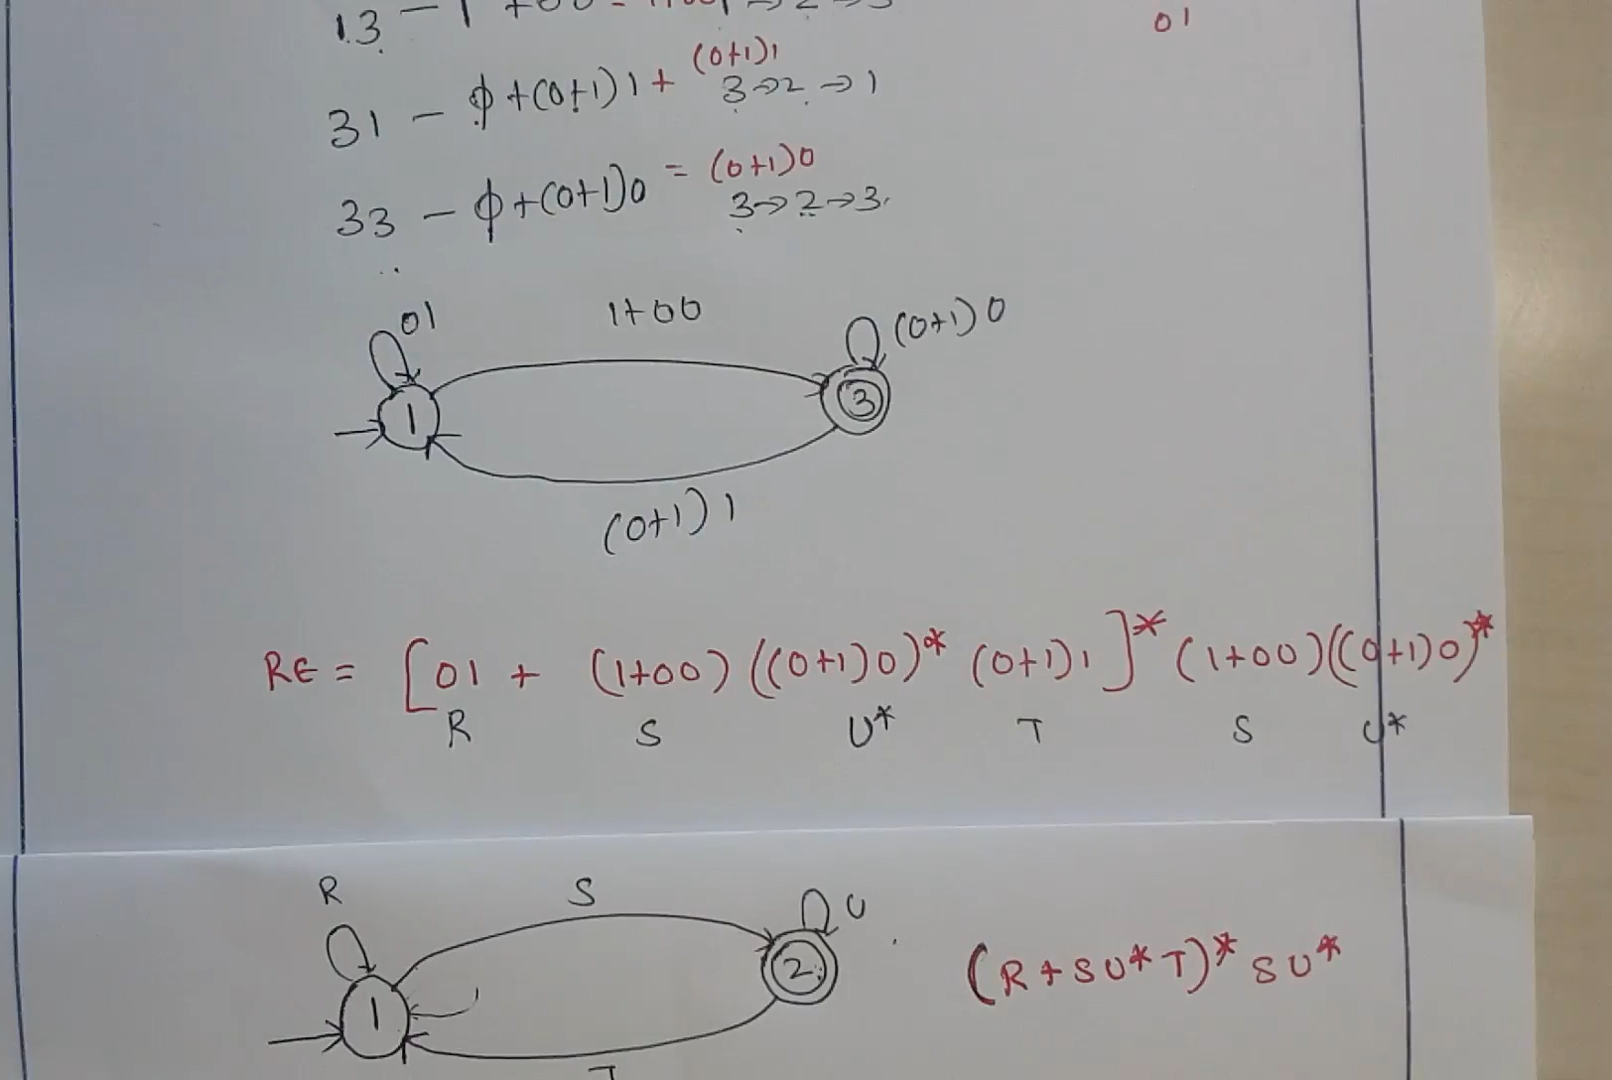 13 - 1 + 00 =
01
31 - ϕ + (0+1)1 + (0+1)1
3→2→1
33 - ϕ + (0+1)0 = (0+1)0
3→2→3.
01
1+00
(0+1)0
1
3
(0+1)1
RE = [01 + (1+00) ((0+1)0)* (0+1)1]* (1+00)((0+1)0)*
R S U* T S U*
R S U
1
2
(R+SU*T)* SU*
T